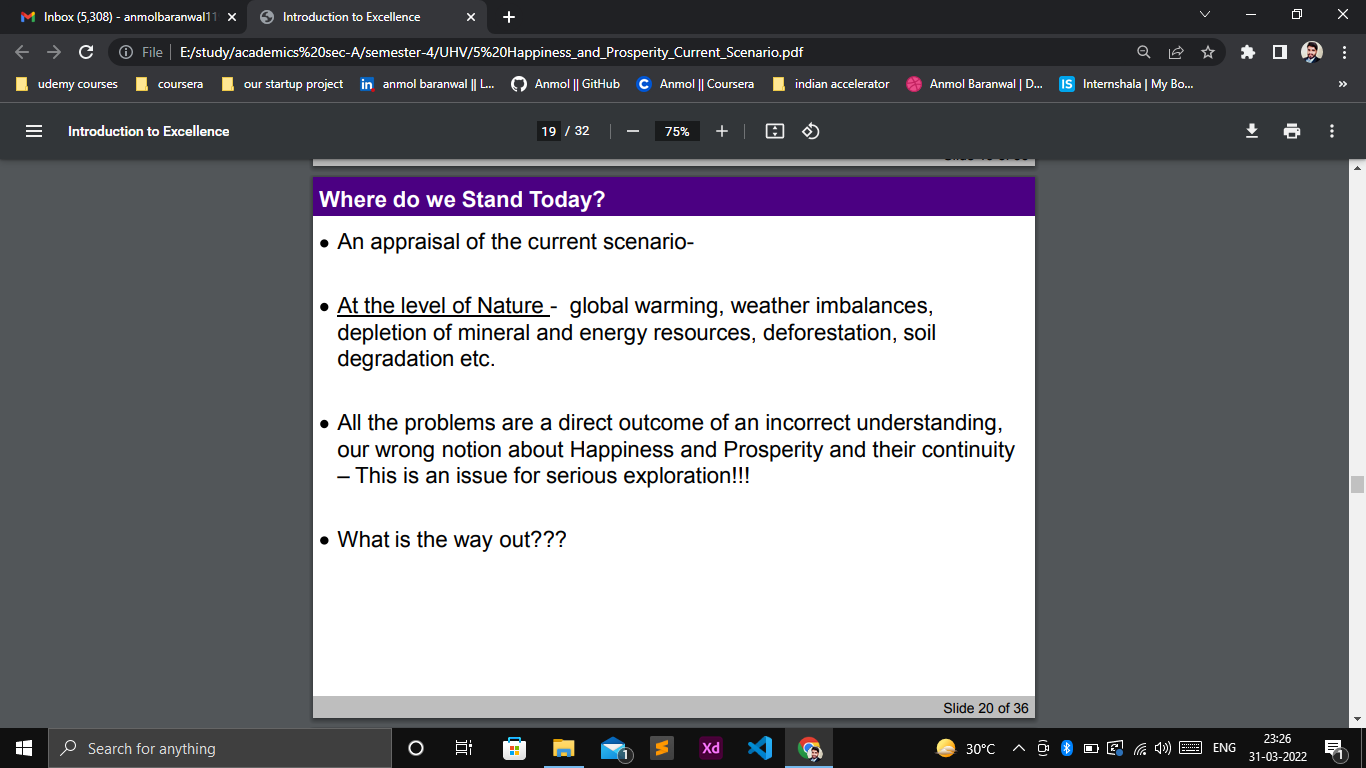 Inbox (5,308) - anmolbaranwal11
Introduction to Excellence
File
E:/study/academics%20sec-A/semester-4/UHV/5%20Happiness_and_Prosperity_Current_Scenario.pdf
udemy courses
coursera
our startup project
in
anmol baranwal || L...
Anmol || GitHub
C
Anmol || Coursera
indian accelerator
Anmol Baranwal | D...
IS
Internshala | My Bo...
»
Introduction to Excellence
19 / 32
75%
Where do we Stand Today?
• An appraisal of the current scenario-
• At the level of Nature - global warming, weather imbalances,
depletion of mineral and energy resources, deforestation, soil
degradation etc.
• All the problems are a direct outcome of an incorrect understanding,
our wrong notion about Happiness and Prosperity and their continuity
– This is an issue for serious exploration!!!
• What is the way out???
Slide 20 of 36
Search for anything
1
Xd
30°C
ENG
23:26
31-03-2022
1